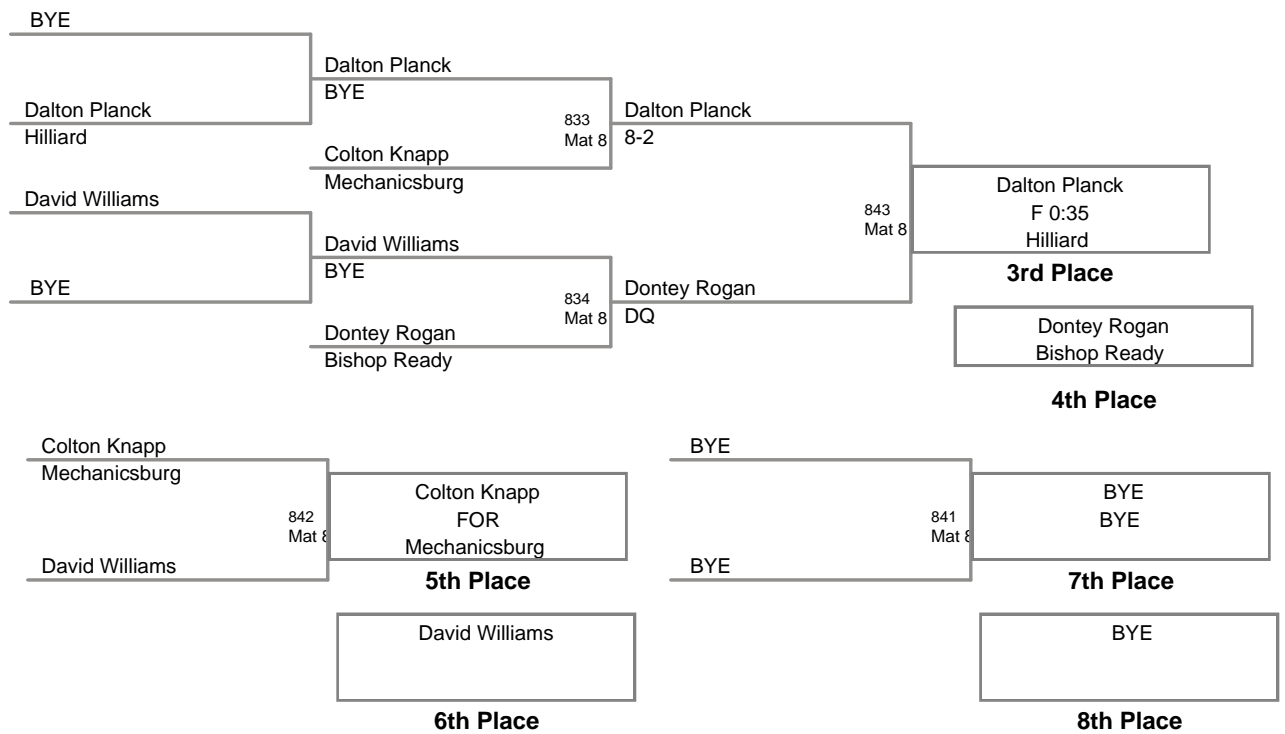 BYE
Dalton Planck
BYE
Dalton Planck
Hilliard
833
Mat 8
Dalton Planck
8-2
Colton Knapp
Mechanicsburg
David Williams
843
Mat 8
Dalton Planck
F 0:35
Hilliard
3rd Place
David Williams
BYE
BYE
834
Mat 8
Dontey Rogan
DQ
Dontey Rogan
Bishop Ready
Dontey Rogan
Bishop Ready
4th Place
Colton Knapp
Mechanicsburg
842
Mat 8
David Williams
Colton Knapp
FOR
Mechanicsburg
5th Place
David Williams
6th Place
BYE
841
Mat 8
BYE
BYE
BYE
7th Place
BYE
8th Place